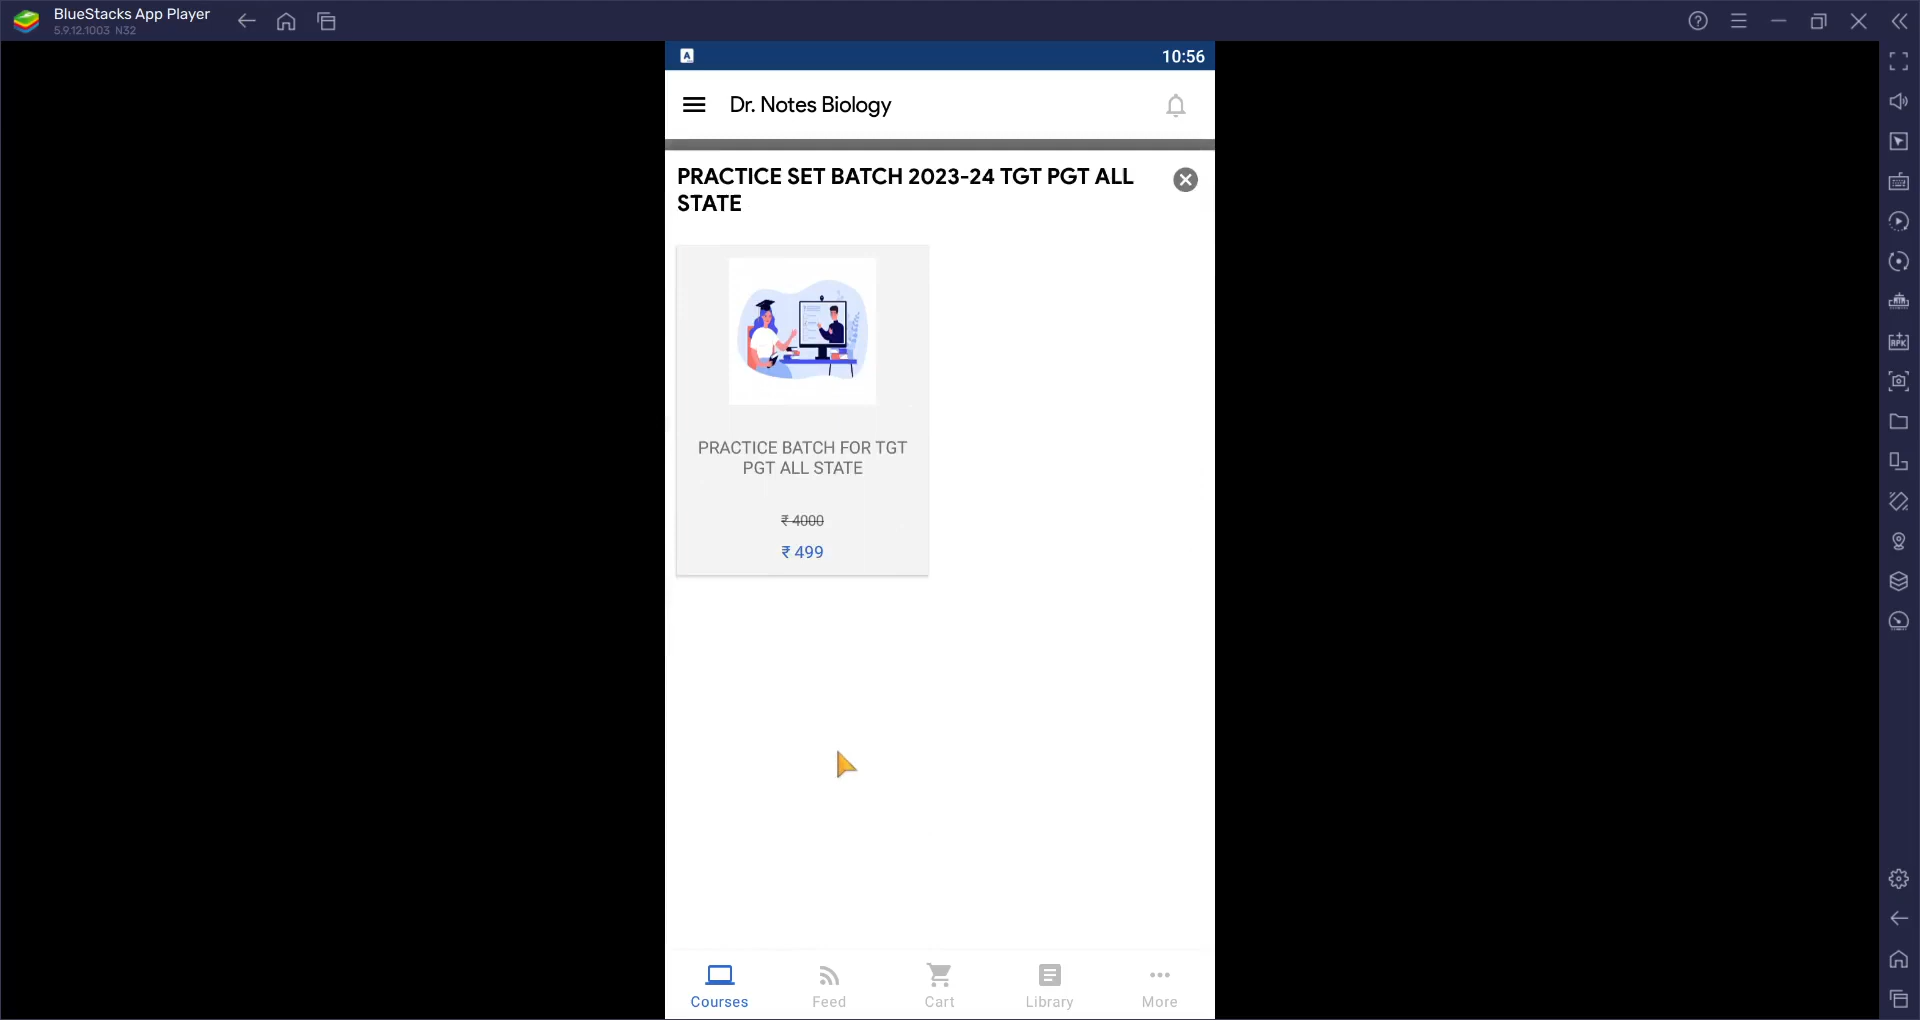 BlueStacks App Player
5.9.12.1003 N32
10:56
Dr. Notes Biology
PRACTICE SET BATCH 2023-24 TGT PGT ALL
STATE
PRACTICE BATCH FOR TGT
PGT ALL STATE
₹ 4000
₹ 499
Courses
Feed
Cart
Library
More